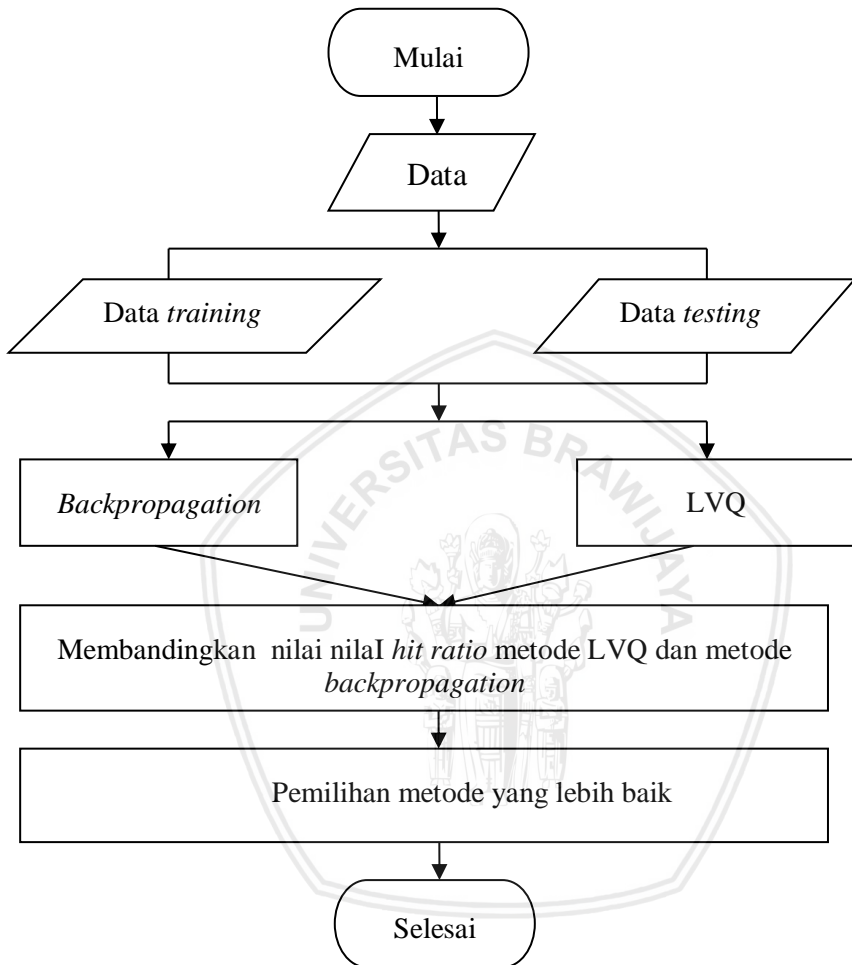 Mulai
Data
Data training
Data testing
UNIVERSITAS BRAWIJAYA
Backpropagation
LVQ
Membandingkan nilai nilaI hit ratio metode LVQ dan metode
backpropagation
Pemilihan metode yang lebih baik
Selesai